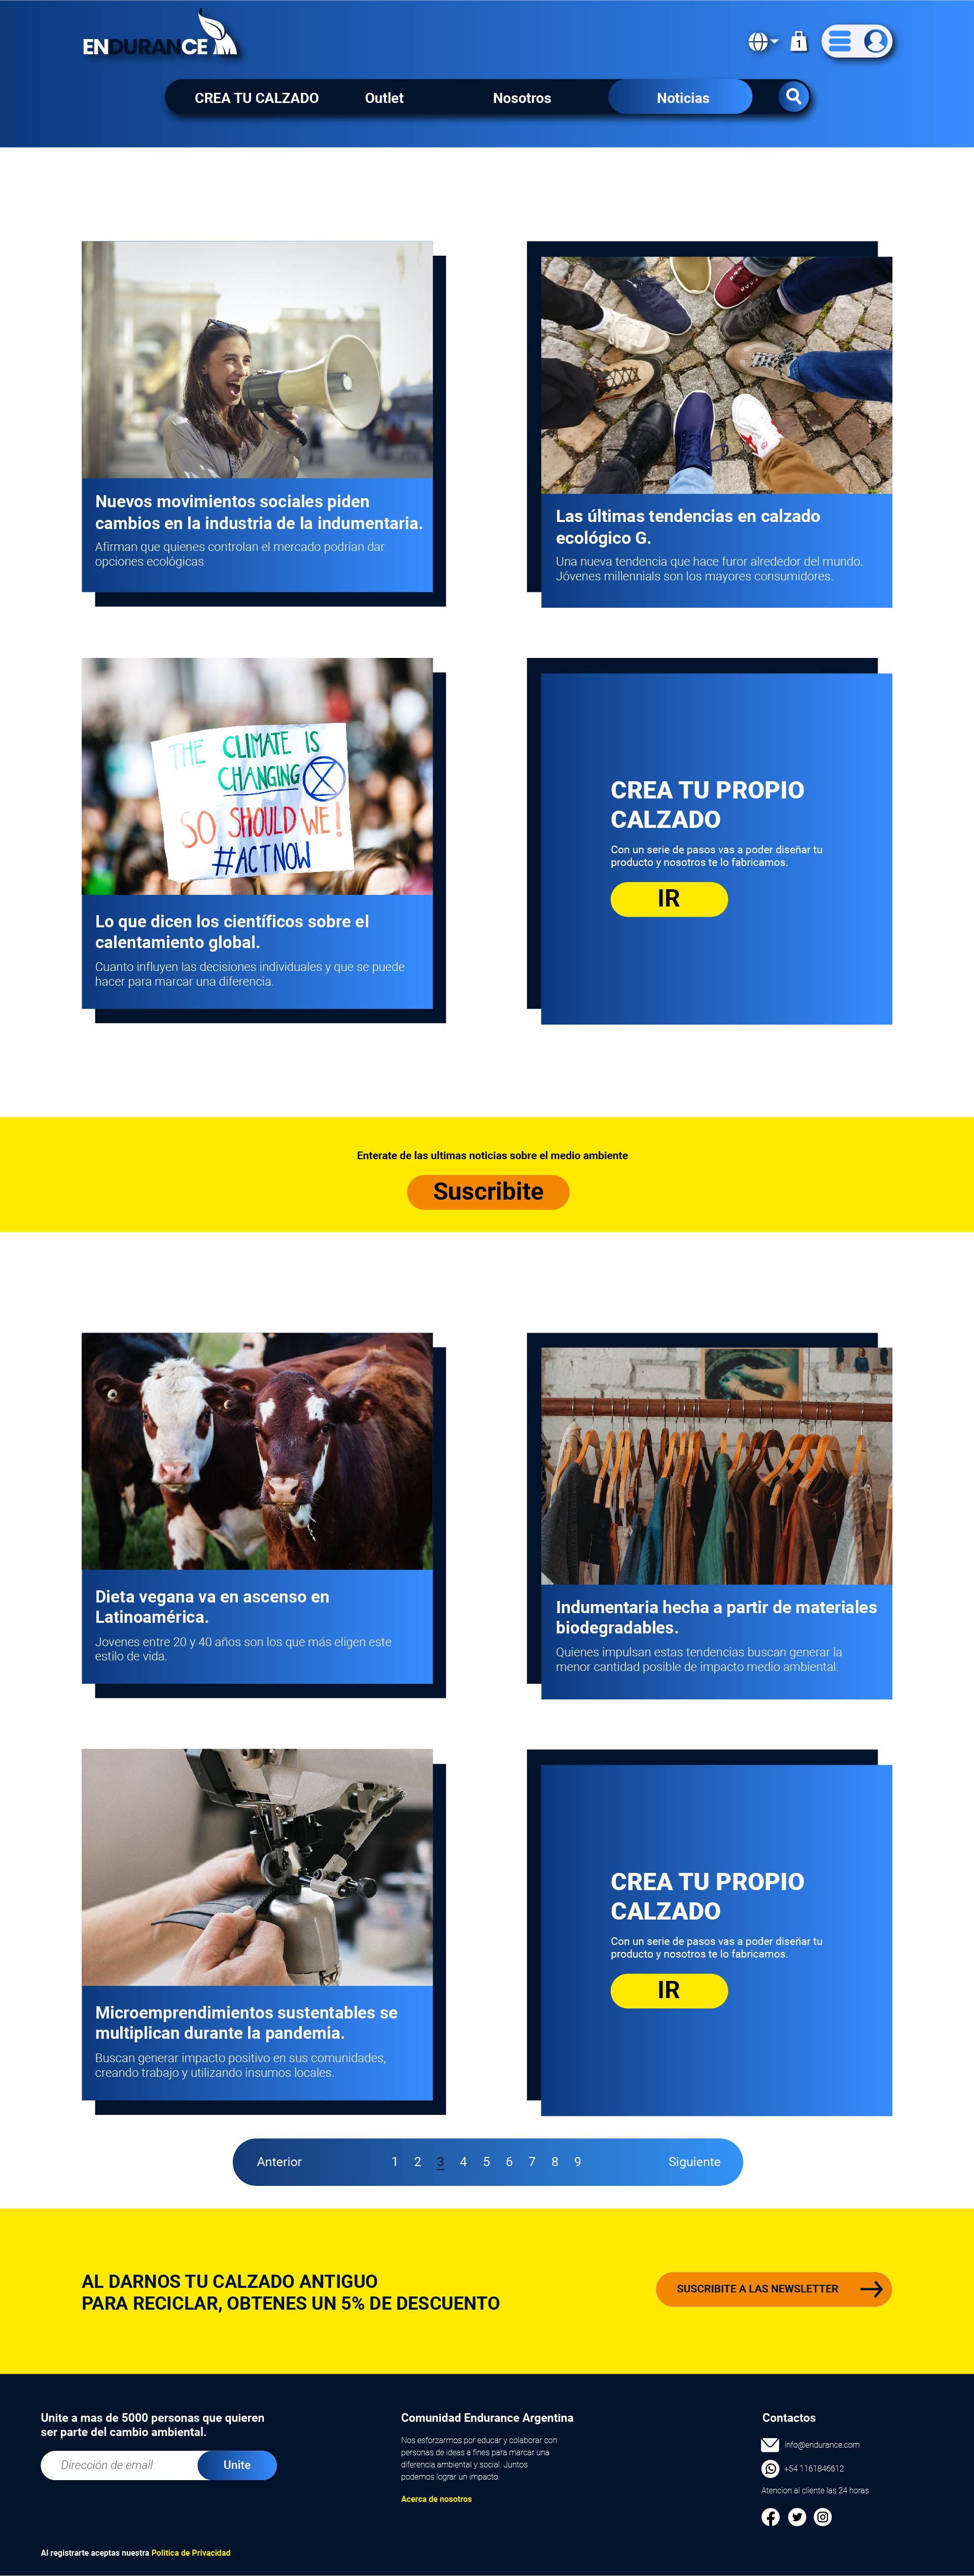 ENDURANCE
1
CREA TU CALZADO
Outlet
Nosotros
Noticias
Nuevos movimientos sociales piden
cambios en la industria de la indumentaria.
Afirman que quienes controlan el mercado podrían dar
opciones ecológicas
Las últimas tendencias en calzado
ecológico G.
Una nueva tendencia que hace furor alrededor del mundo.
Jóvenes millennials son los mayores consumidores.
THE CLIMATE IS
CHANGING
SO SHOULD WE!
#ACTNOW
Lo que dicen los científicos sobre el
calentamiento global.
Cuanto influyen las decisiones individuales y que se puede
hacer para marcar una diferencia.
CREA TU PROPIO
CALZADO
Con un serie de pasos vas a poder diseñar tu
producto y nosotros te lo fabricamos.
IR
Enterate de las ultimas noticias sobre el medio ambiente
Suscribite
Dieta vegana va en ascenso en
Latinoamérica.
Jovenes entre 20 y 40 años son los que más eligen este
estilo de vida.
Indumentaria hecha a partir de materiales
biodegradables.
Quienes impulsan estas tendencias buscan generar la
menor cantidad posible de impacto medio ambiental.
Microemprendimientos sustentables se
multiplican durante la pandemia.
Buscan generar impacto positivo en sus comunidades,
creando trabajo y utilizando insumos locales.
CREA TU PROPIO
CALZADO
Con un serie de pasos vas a poder diseñar tu
producto y nosotros te lo fabricamos.
IR
Anterior 1 2 3 4 5 6 7 8 9 Siguiente
AL DARNOS TU CALZADO ANTIGUO
PARA RECICLAR, OBTENES UN 5% DE DESCUENTO
SUSCRIBITE A LAS NEWSLETTER
Unite a mas de 5000 personas que quieren
ser parte del cambio ambiental.
Dirección de email
Unite
Al registrarte aceptas nuestra Politica de Privacidad
Comunidad Endurance Argentina
Nos esforzarmos por educar y colaborar con
personas de ideas a fines para marcar una
diferencia ambiental y social. Juntos
podemos lograr un impacto.
Acerca de nosotros
Contactos
info@endurance.com
+54 1161846612
Atencion al cliente las 24 horas